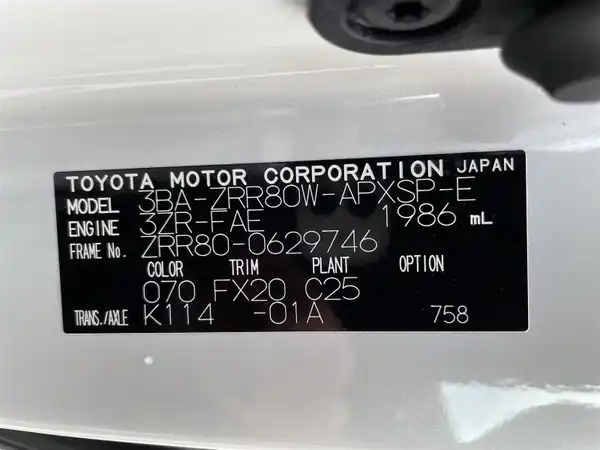 TOYOTA MOTOR CORPORATION JAPAN
MODEL 3BA-ZRR80W-APXSP-E
ENGINE 3ZR-FAE 1986 mL
FRAME No. ZRR80-0629746
COLOR TRIM PLANT OPTION
070 FX20 C25
TRANS./AXLE K114 -01A 758